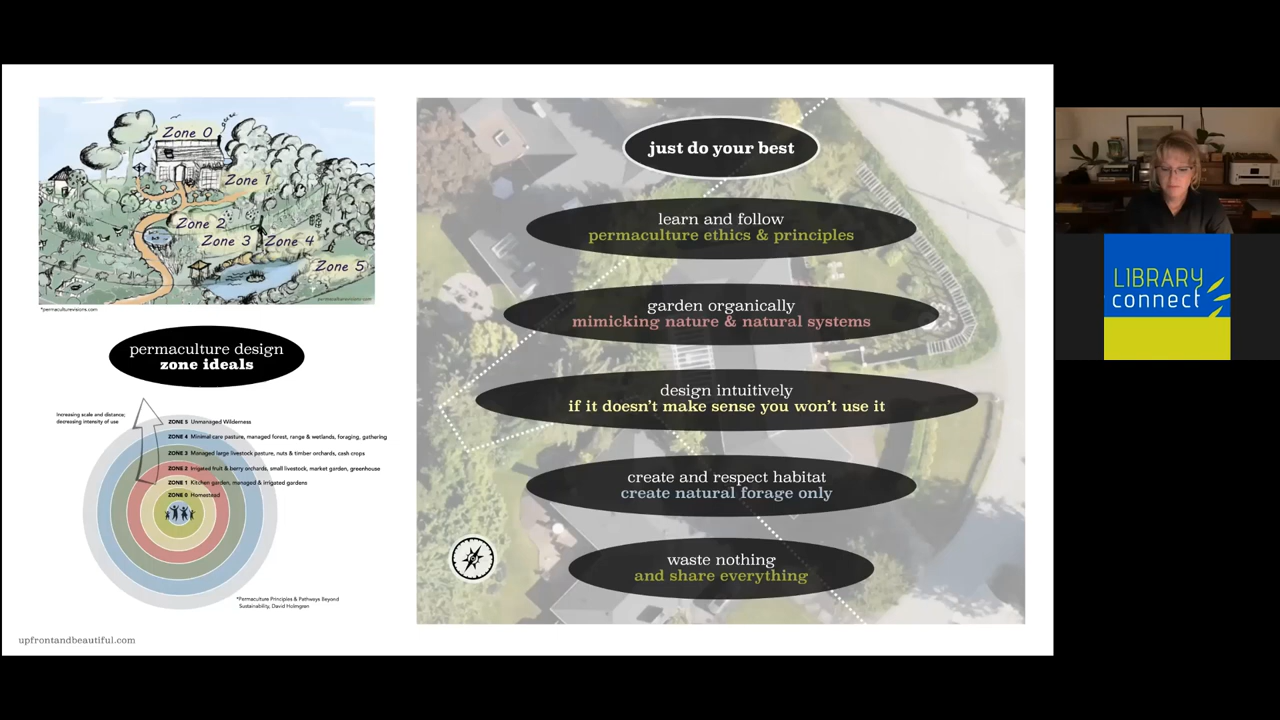 Zone 0
Zone 1
Zone 2
Zone 3
Zone 4
Zone 5
permaculturevisions.com
*permaculturevisions.com
permaculture design
zone ideals
Increasing scale and distance;
decreasing intensity of use
ZONE 5 Unmanaged Wilderness
ZONE 4 Minimal care pasture, managed forest, range & wetlands, foraging, gathering
ZONE 3 Managed large livestock pasture, nuts & timber orchards, cash crops
ZONE 2 Irrigated fruit & berry orchards, small livestock, market garden, greenhouse
ZONE 1 Kitchen garden, managed & irrigated gardens
ZONE 0 Homestead
*Permaculture Principles & Pathways Beyond
Sustainability, David Holmgren
upfrontandbeautiful.com
just do your best
learn and follow
permaculture ethics & principles
garden organically
mimicking nature & natural systems
design intuitively
if it doesn't make sense you won't use it
create and respect habitat
create natural forage only
waste nothing
and share everything
LIBRARY
connect